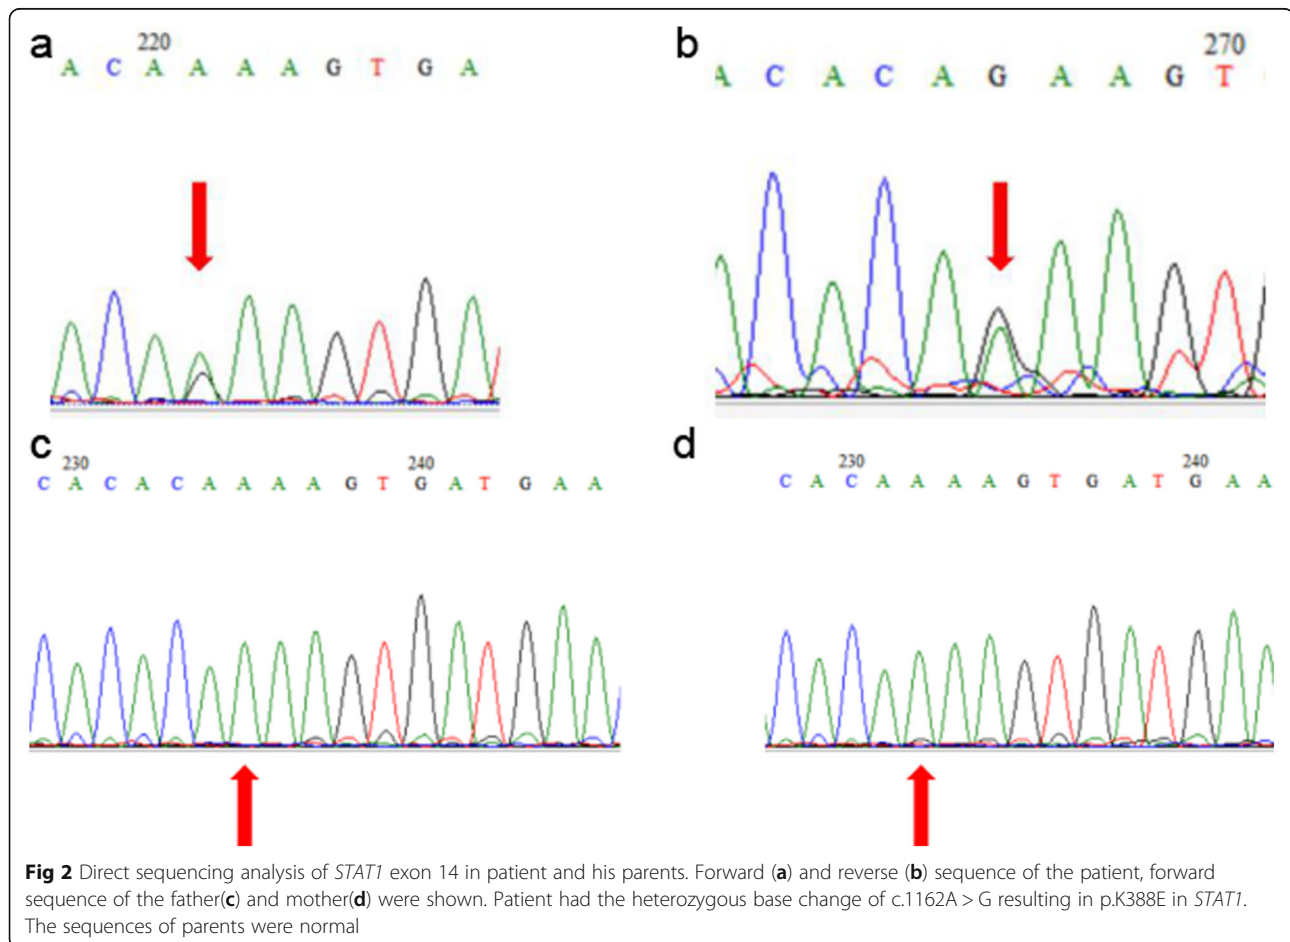 a
220
A C A A A A G T G A
b
270
A C A C A G A A G T
c
230 240
C A C A C A A A A G T G A T G A A
d
230 240
C A C A A A A G T G A T G A A
Fig 2 Direct sequencing analysis of STAT1 exon 14 in patient and his parents. Forward (a) and reverse (b) sequence of the patient, forward
sequence of the father(c) and mother(d) were shown. Patient had the heterozygous base change of c.1162A > G resulting in p.K388E in STAT1.
The sequences of parents were normal